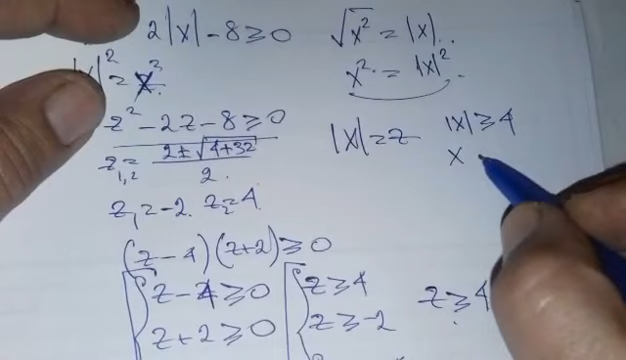 2|x| - 8 ≥ 0
√x² = |x|..
|² = x².
x² = |x|².
z² - 2z - 8 ≥ 0
|x| = z
|x| ≥ 4
z₁,₂ = 2 ± √4+32 / 2.
x
z₁ = -2. z₂ = 4.
(z - 4)(z+2) ≥ 0
z - 4 ≥ 0
z ≥ 4
z ≥ 4
z + 2 ≥ 0
z ≥ -2